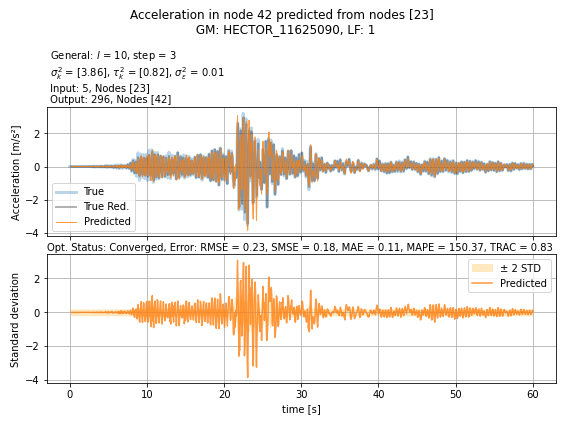 Acceleration in node 42 predicted from nodes [23]
GM: HECTOR_11625090, LF: 1
General: l = 10, step = 3
σ²ₖ = [3.86], τ²ₖ = [0.82], σ²ε = 0.01
Input: 5, Nodes [23]
Output: 296, Nodes [42]
Acceleration [m/s²]
2
0
−2
−4
True
True Red.
Predicted
Opt. Status: Converged, Error: RMSE = 0.23, SMSE = 0.18, MAE = 0.11, MAPE = 150.37, TRAC = 0.83
Standard deviation
2
0
−2
−4
± 2 STD
Predicted
0 10 20 30 40 50 60
time [s]